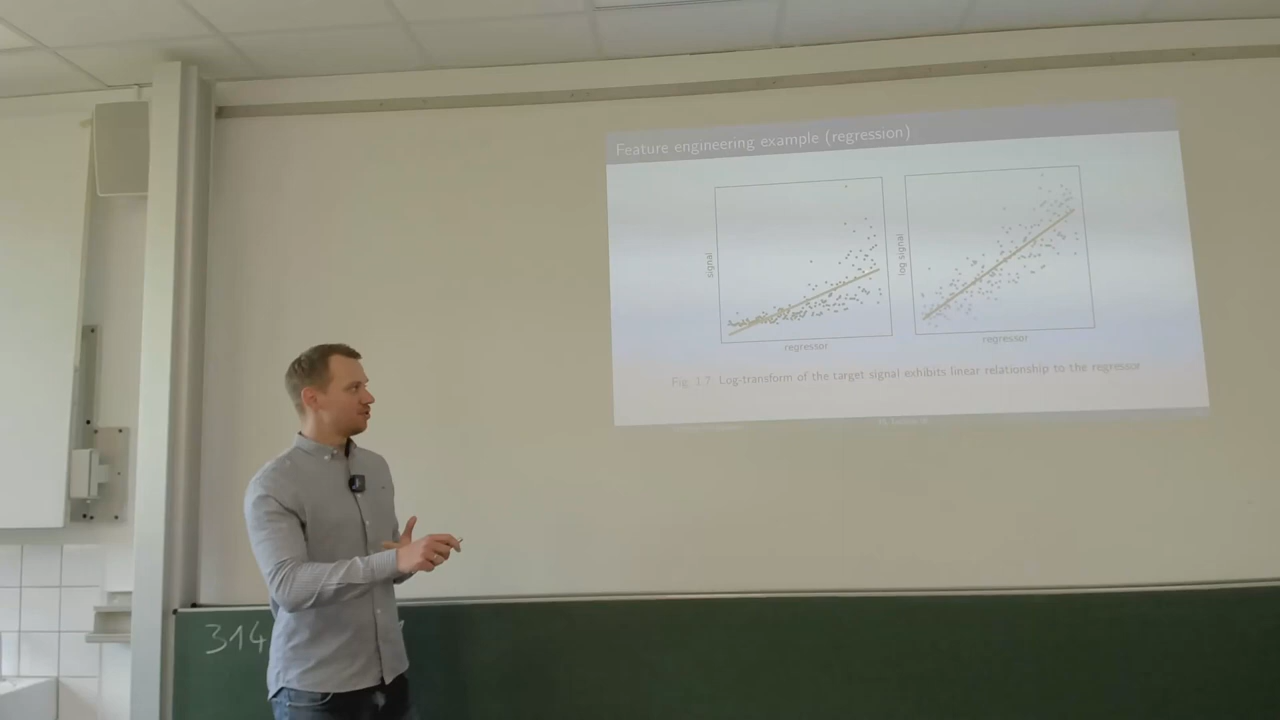 Feature engineering example (regression)
signal
regressor
log signal
regressor
Fig. 1.7: Log-transform of the target signal exhibits linear relationship to the regressor
314